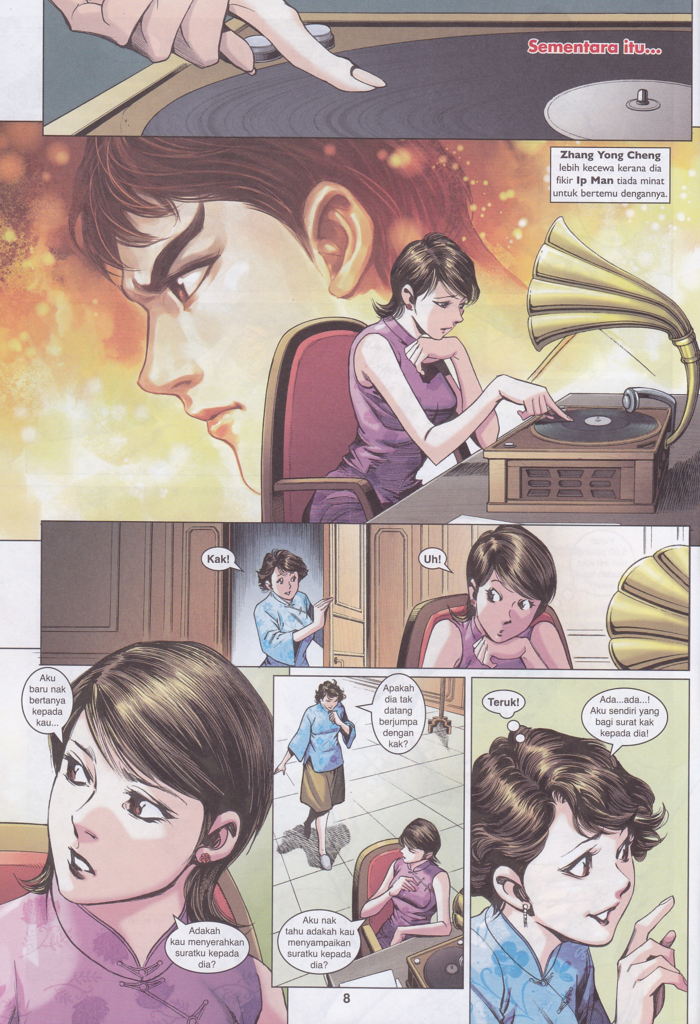 Sementara itu...
Zhang Yong Cheng
lebih kecewa kerana dia
fikir Ip Man tiada minat
untuk bertemu dengannya.
Kak!
Uh!
Aku
baru nak
bertanya
kepada
kau...
Adakah
kau menyerahkan
suratku kepada
dia?
Apakah
dia tak
datang
berjumpa
dengan
kak?
Aku nak
tahu adakah kau
menyampaikan
suratku kepada
dia?
Teruk!
Ada...ada...!
Aku sendiri yang
bagi surat kak
kepada dia!
8